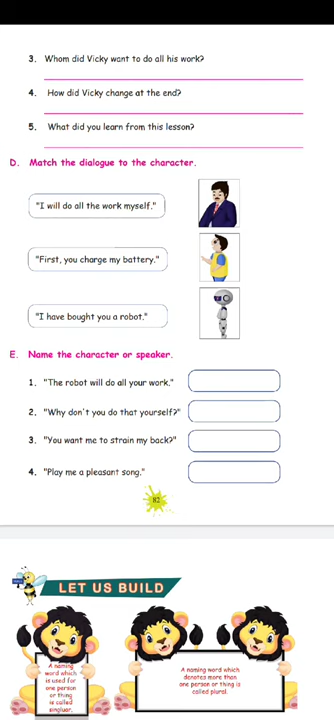 3. Whom did Vicky want to do all his work?
4. How did Vicky change at the end?
5. What did you learn from this lesson?
D. Match the dialogue to the character.
"I will do all the work myself."
"First, you charge my battery."
"I have bought you a robot."
E. Name the character or speaker.
1. "The robot will do all your work."
2. "Why don't you do that yourself?"
3. "You want me to strain my back?"
4. "Play me a pleasant song."
82
LET US BUILD
A naming
word which
is used for
one person
or thing
is called
singluar.
A naming word which
denotes more than
one person or thing is
called plural.